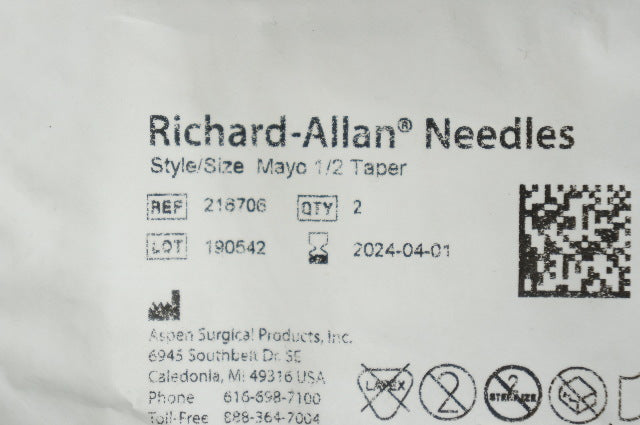 Richard-Allan® Needles
Style/Size Mayo 1/2 Taper
REF 216706 QTY 2
LOT 190542 2024-04-01
Aspen Surgical Products, Inc.
6945 Southbelt Dr. SE
Caledonia, MI 49316 USA
Phone 616-698-7100
Toll-Free 888-364-7004
LATEX 2 2 STERILIZE